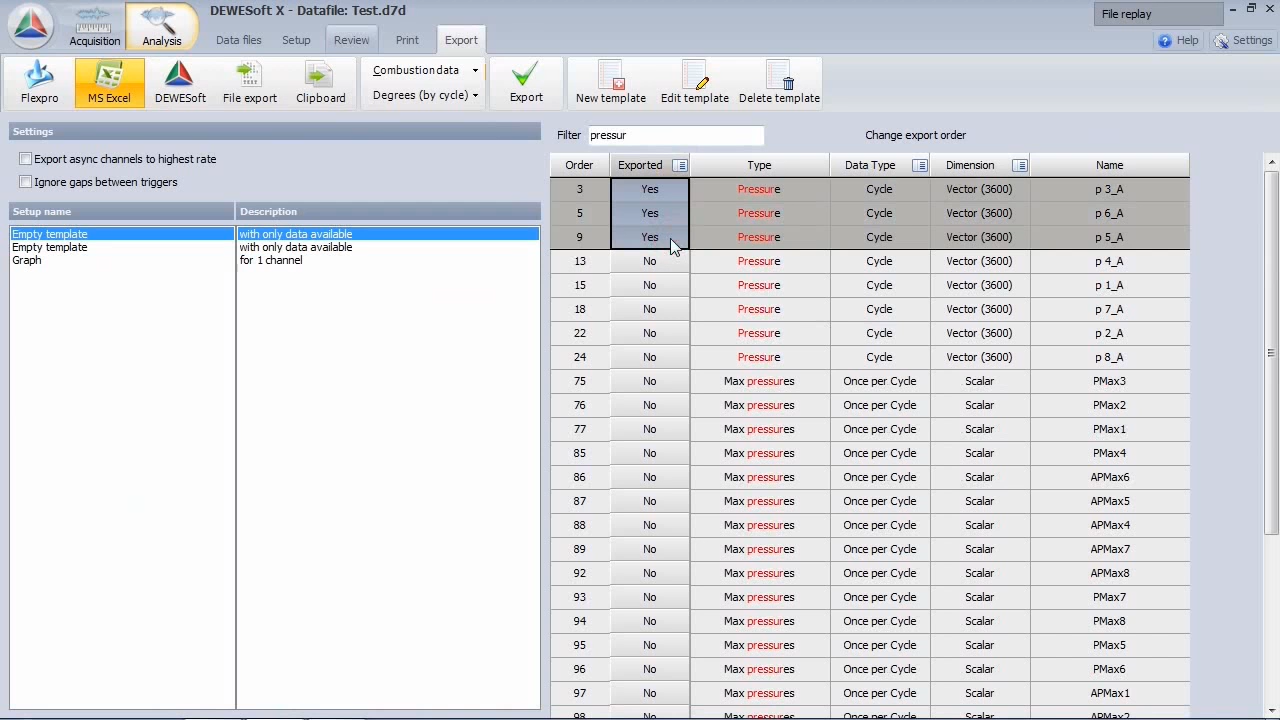 DEWESoft X - Datafile: Test.d7d
File replay
Acquisition
Analysis
Data files
Setup
Review
Print
Export
Help
Settings
Flexpro
MS Excel
DEWESoft
File export
Clipboard
Combustion data
Degrees (by cycle)
Export
New template
Edit template
Delete template
Settings
Export async channels to highest rate
Ignore gaps between triggers
Setup name Description
Empty template with only data available
Empty template with only data available
Graph for 1 channel
Filter pressur Change export order
Order Exported Type Data Type Dimension Name
3 Yes Pressure Cycle Vector (3600) p 3_A
5 Yes Pressure Cycle Vector (3600) p 6_A
9 Yes Pressure Cycle Vector (3600) p 5_A
13 No Pressure Cycle Vector (3600) p 4_A
15 No Pressure Cycle Vector (3600) p 1_A
18 No Pressure Cycle Vector (3600) p 7_A
22 No Pressure Cycle Vector (3600) p 2_A
24 No Pressure Cycle Vector (3600) p 8_A
75 No Max pressures Once per Cycle Scalar PMax3
76 No Max pressures Once per Cycle Scalar PMax2
77 No Max pressures Once per Cycle Scalar PMax1
85 No Max pressures Once per Cycle Scalar PMax4
86 No Max pressures Once per Cycle Scalar APMax6
87 No Max pressures Once per Cycle Scalar APMax5
88 No Max pressures Once per Cycle Scalar APMax4
89 No Max pressures Once per Cycle Scalar APMax7
92 No Max pressures Once per Cycle Scalar APMax8
93 No Max pressures Once per Cycle Scalar PMax7
94 No Max pressures Once per Cycle Scalar PMax8
95 No Max pressures Once per Cycle Scalar PMax5
96 No Max pressures Once per Cycle Scalar PMax6
97 No Max pressures Once per Cycle Scalar APMax1
98 No Max pressures Once per Cycle Scalar APMax2